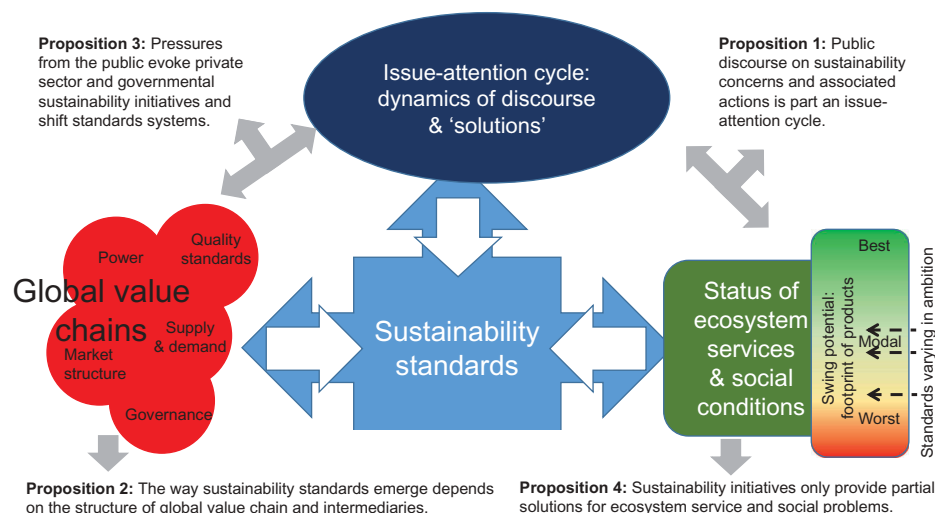 Proposition 3: Pressures
from the public evoke private
sector and governmental
sustainability initiatives and
shift standards systems.
Issue-attention cycle:
dynamics of discourse
& ‘solutions’
Proposition 1: Public
discourse on sustainability
concerns and associated
actions is part an issue-
attention cycle.
Power
Quality
standards
Global value
chains
Supply
& demand
Market
structure
Governance
Sustainability
standards
Status of
ecosystem
services
& social
conditions
Swing potential:
footprint of products
Best
Modal
Worst
Standards varying in ambition
Proposition 2: The way sustainability standards emerge depends
on the structure of global value chain and intermediaries.
Proposition 4: Sustainability initiatives only provide partial
solutions for ecosystem service and social problems.